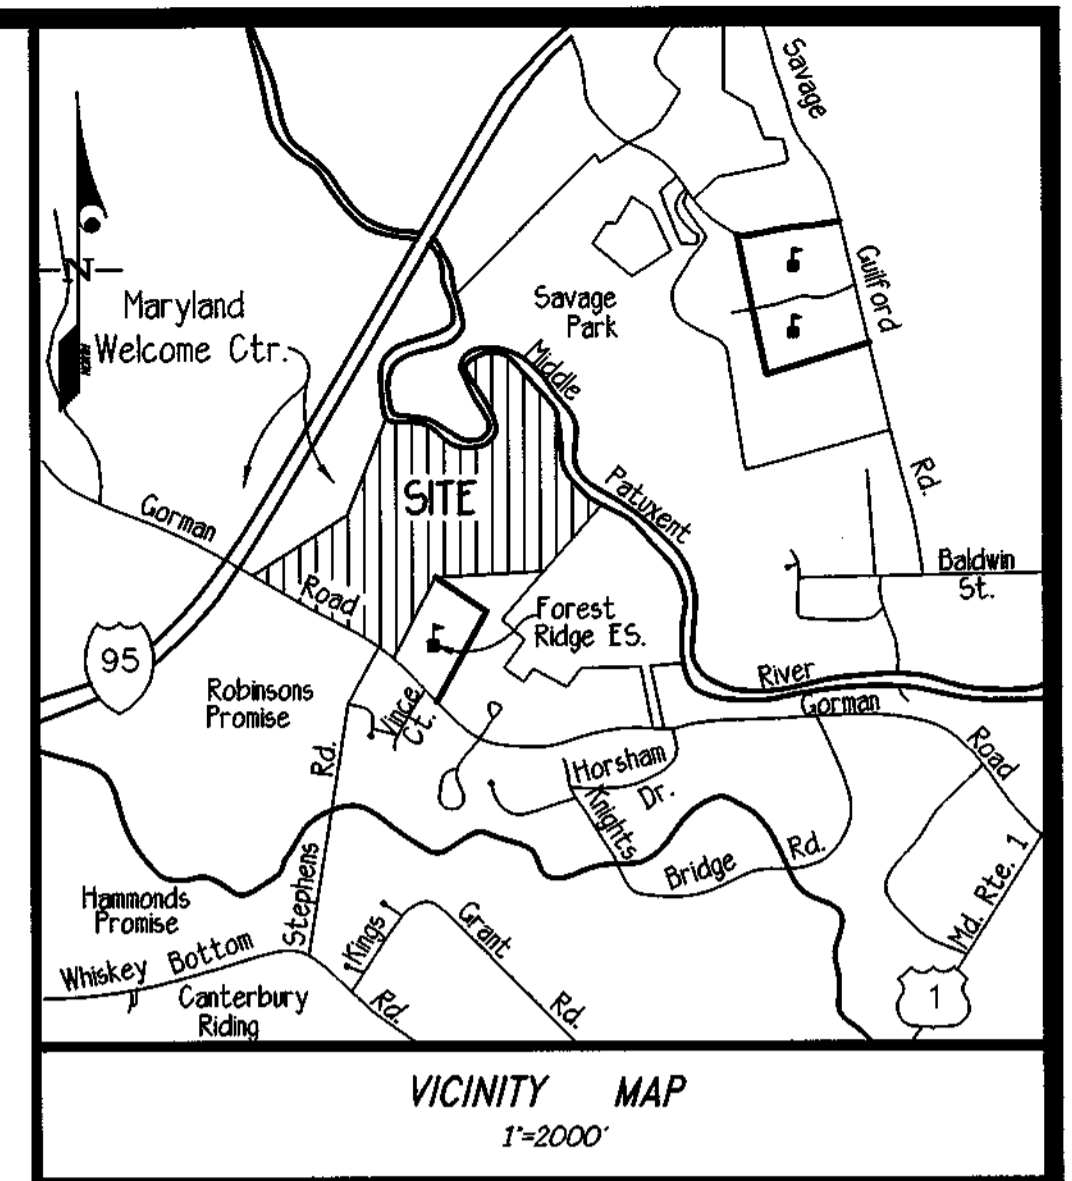 Savage
Guilford
Rd.
N
NORTH
Maryland
Welcome Ctr.
Savage
Park
Middle
Patuxent
River
SITE
Gorman
Road
Baldwin
St.
Forest
Ridge ES.
95
Robinsons
Promise
Vince
Ct.
Gorman
Road
Rd.
Stephens
Horsham
Dr.
Knights
Bridge
Rd.
Md. Rte. 1
1
Hammonds
Promise
Whiskey Bottom
Rd.
Kings
Grant
Rd.
Canterbury
Riding
VICINITY MAP
1"=2000'